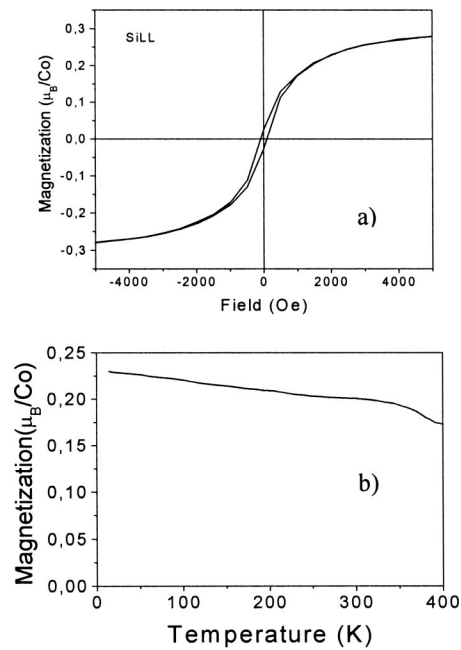 0,3
SiLL
0,2
0,1
0,0
-0,1
-0,2
a)
-0,3
-4000 -2000 0 2000 4000
Magnetization (μB/Co)
Field (Oe)
0,25
0,20
0,15
b)
0,10
0,05
0,00
0 100 200 300 400
Magnetization(μB/Co)
Temperature (K)